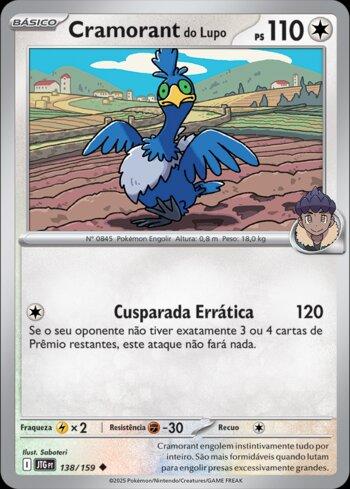 BÁSICO
Cramorant do Lupo
PS 110
Nº 0845 Pokémon Engolir Altura: 0,8 m Peso: 18,0 kg
Cusparada Errática 120
Se o seu oponente não tiver exatamente 3 ou 4 cartas de
Prêmio restantes, este ataque não fará nada.
Fraqueza ×2 Resistência -30 Recuo
Ilust. Saboteri
I JTG PT 138/159
Cramorant engolem instintivamente tudo o que
aparecer. São mais formidáveis quando lutam
para engolir presas excessivamente grandes.
©2025 Pokémon/Nintendo/Creatures/GAME FREAK